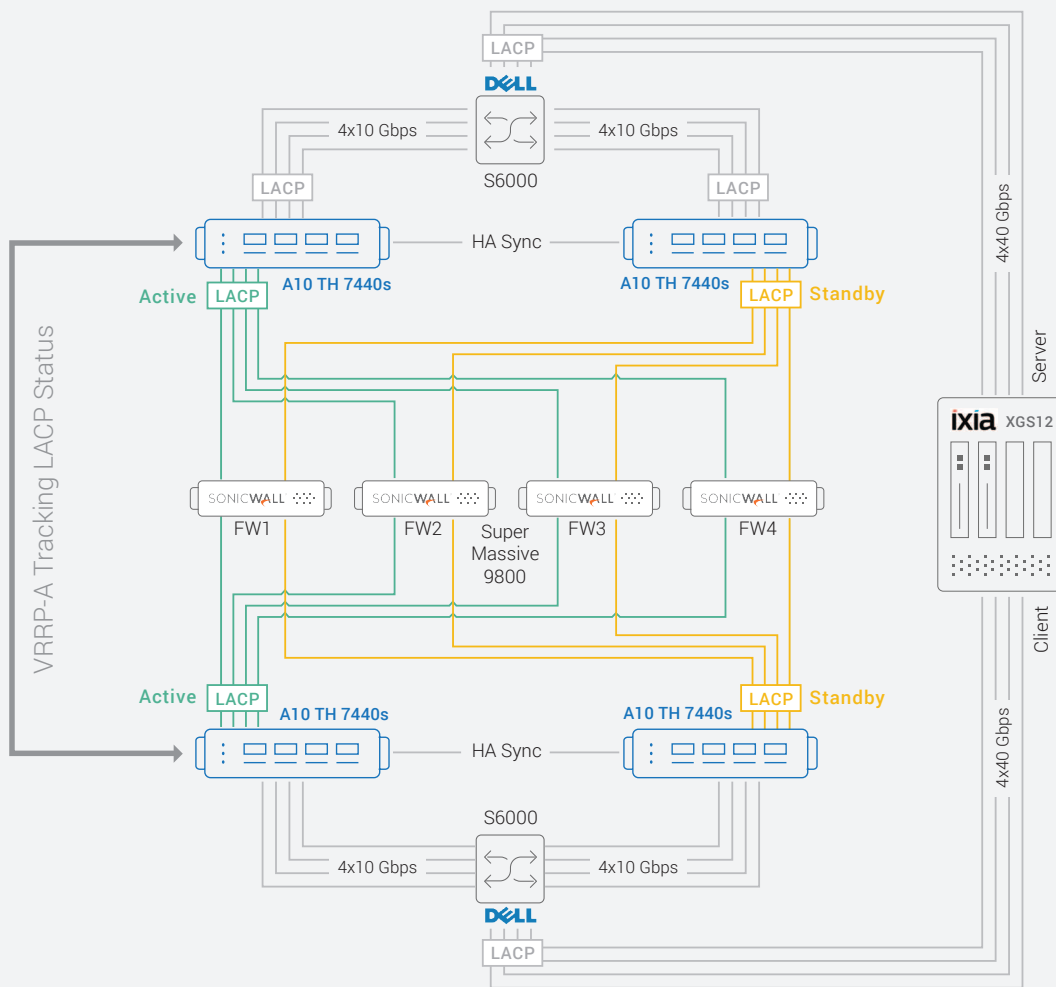 LACP
DELL
4x10 Gbps
4x10 Gbps
S6000
LACP
LACP
4x40 Gbps
HA Sync
A10 TH 7440s
A10 TH 7440s
Active
LACP
LACP
Standby
VRRP-A Tracking LACP Status
Server
ixia XGS12
SONICWALL
SONICWALL
SONICWALL
SONICWALL
FW1
FW2
FW3
FW4
Super
Massive
9800
Client
Active
LACP
LACP
Standby
A10 TH 7440s
A10 TH 7440s
HA Sync
4x40 Gbps
S6000
4x10 Gbps
4x10 Gbps
DELL
LACP